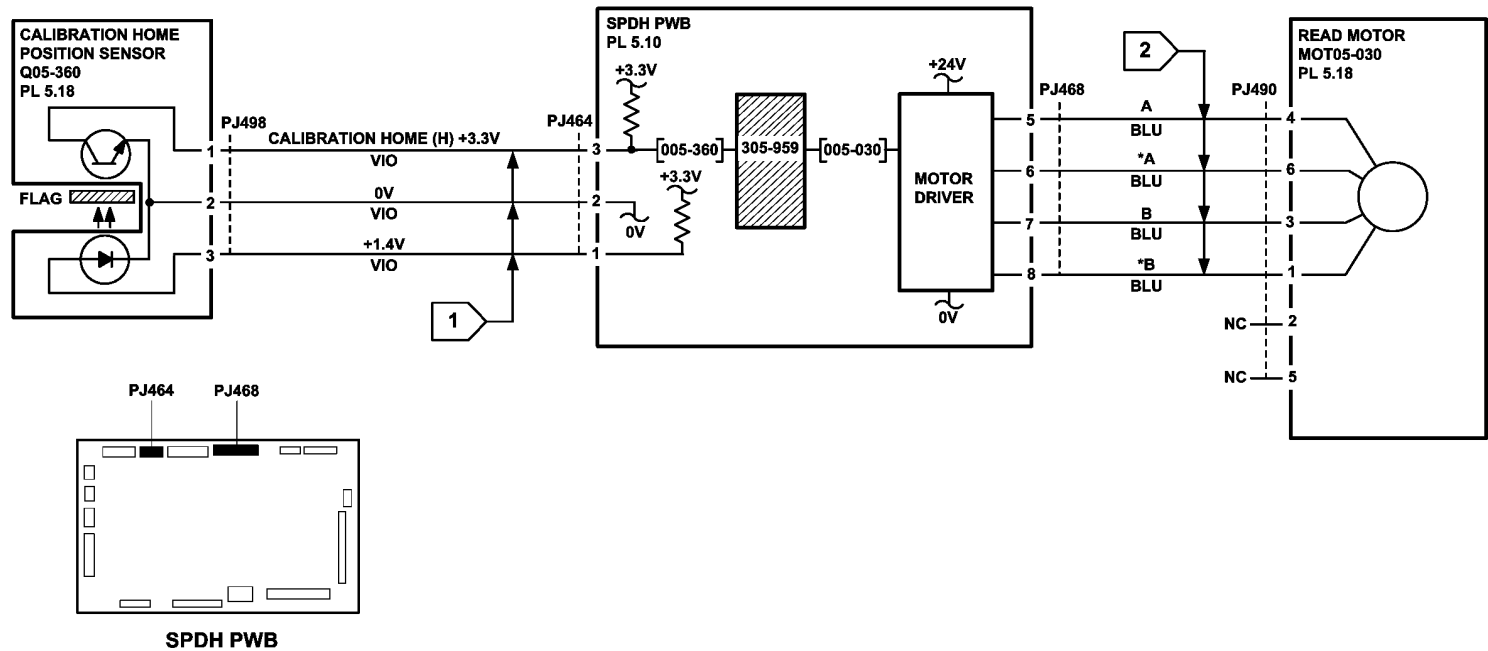 CALIBRATION HOME
POSITION SENSOR
Q05-360
PL 5.18
FLAG
1
2
3
PJ498
CALIBRATION HOME (H) +3.3V
VIO
0V
VIO
+1.4V
VIO
1
PJ464
3
2
1
SPDH PWB
PL 5.10
+3.3V
005-360
305-959
005-030
+3.3V
0V
+24V
MOTOR
DRIVER
0V
5
6
7
8
PJ468
A
BLU
*A
BLU
B
BLU
*B
BLU
2
PJ490
NC
NC
4
6
3
1
2
5
READ MOTOR
MOT05-030
PL 5.18
PJ464
PJ468
SPDH PWB